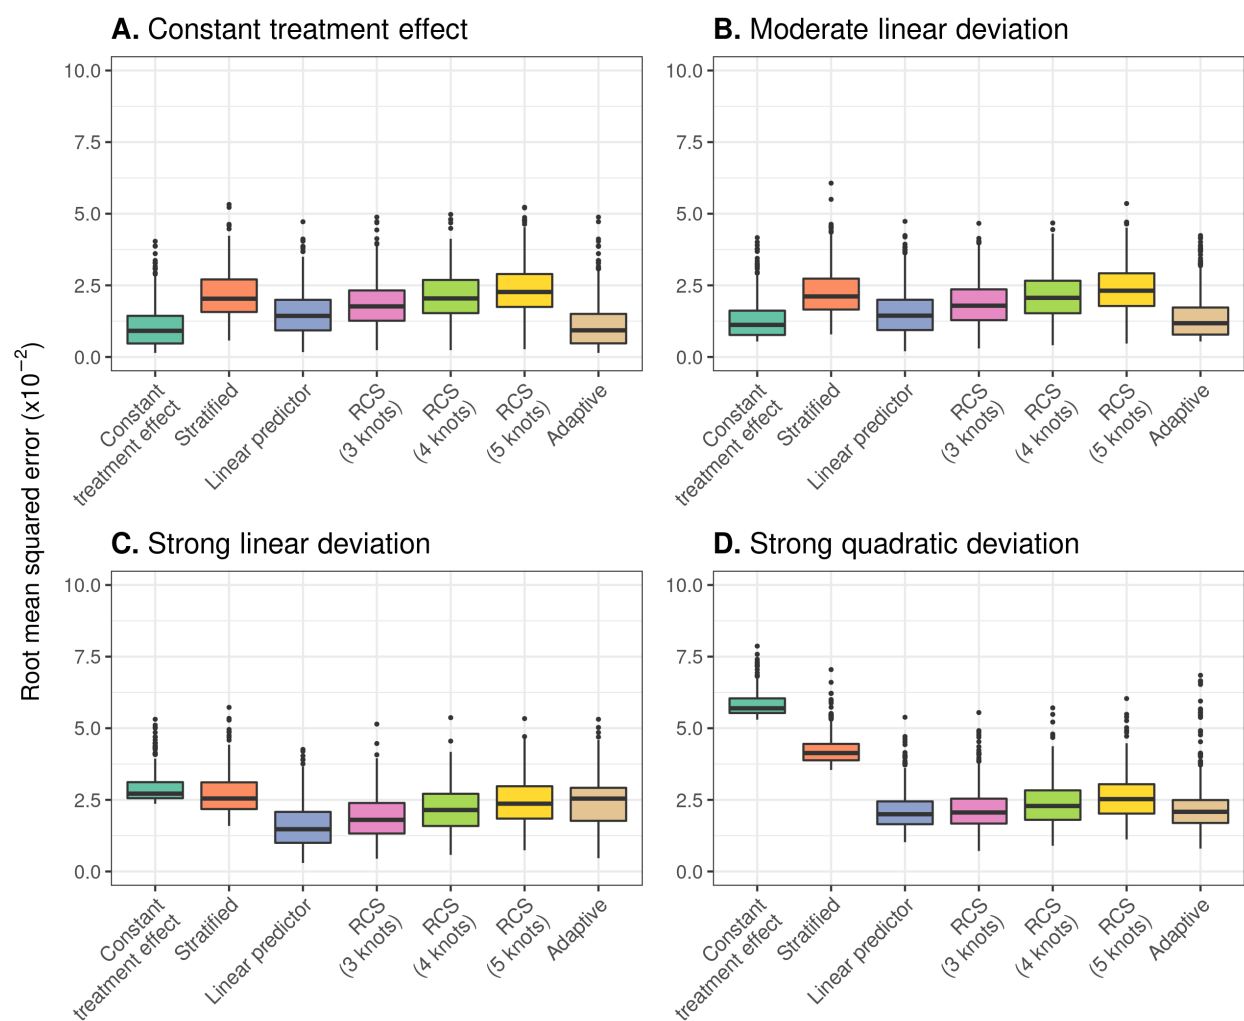 A. Constant treatment effect
10.0
7.5
5.0
2.5
0.0
Constant
treatment effect
Stratified
Linear predictor
RCS
(3 knots)
RCS
(4 knots)
RCS
(5 knots)
Adaptive
B. Moderate linear deviation
10.0
7.5
5.0
2.5
0.0
Constant
treatment effect
Stratified
Linear predictor
RCS
(3 knots)
RCS
(4 knots)
RCS
(5 knots)
Adaptive
Root mean squared error (x10⁻²)
C. Strong linear deviation
10.0
7.5
5.0
2.5
0.0
Constant
treatment effect
Stratified
Linear predictor
RCS
(3 knots)
RCS
(4 knots)
RCS
(5 knots)
Adaptive
D. Strong quadratic deviation
10.0
7.5
5.0
2.5
0.0
Constant
treatment effect
Stratified
Linear predictor
RCS
(3 knots)
RCS
(4 knots)
RCS
(5 knots)
Adaptive